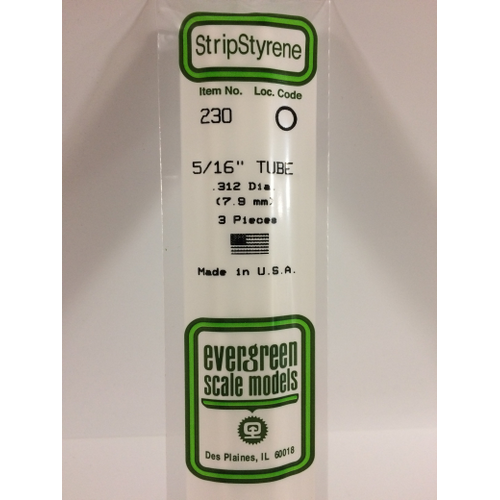 StripStyrene
Item No. Loc. Code
230 O
5/16" TUBE
.312 Dia.
(7.9 mm)
3 Pieces
Made in U.S.A.
evergreen
scale models
Des Plaines, IL 60018